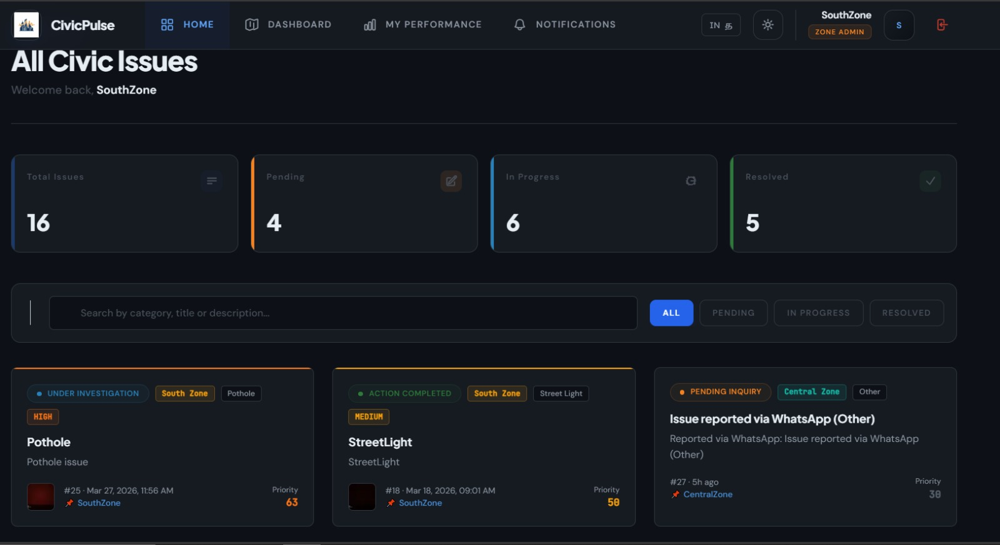 CivicPulse
HOME
DASHBOARD
MY PERFORMANCE
NOTIFICATIONS
IN த
SouthZone
ZONE ADMIN
S
All Civic Issues
Welcome back, SouthZone
Total Issues
16
Pending
4
In Progress
6
Resolved
5
Search by category, title or description...
ALL
PENDING
IN PROGRESS
RESOLVED
UNDER INVESTIGATION
South Zone
Pothole
HIGH
Pothole
Pothole issue
#25 · Mar 27, 2026, 11:56 AM
SouthZone
Priority
63
ACTION COMPLETED
South Zone
Street Light
MEDIUM
StreetLight
StreetLight
#18 · Mar 18, 2026, 09:01 AM
SouthZone
Priority
50
PENDING INQUIRY
Central Zone
Other
Issue reported via WhatsApp (Other)
Reported via WhatsApp: Issue reported via WhatsApp
(Other)
#27 · 5h ago
CentralZone
Priority
30